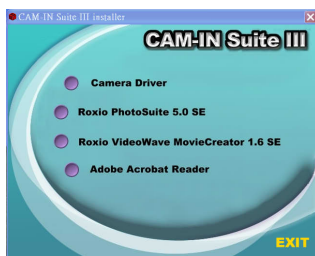 CAM-IN Suite III installer
CAM-IN Suite III
Camera Driver
Roxio PhotoSuite 5.0 SE
Roxio VideoWave MovieCreator 1.6 SE
Adobe Acrobat Reader
EXIT